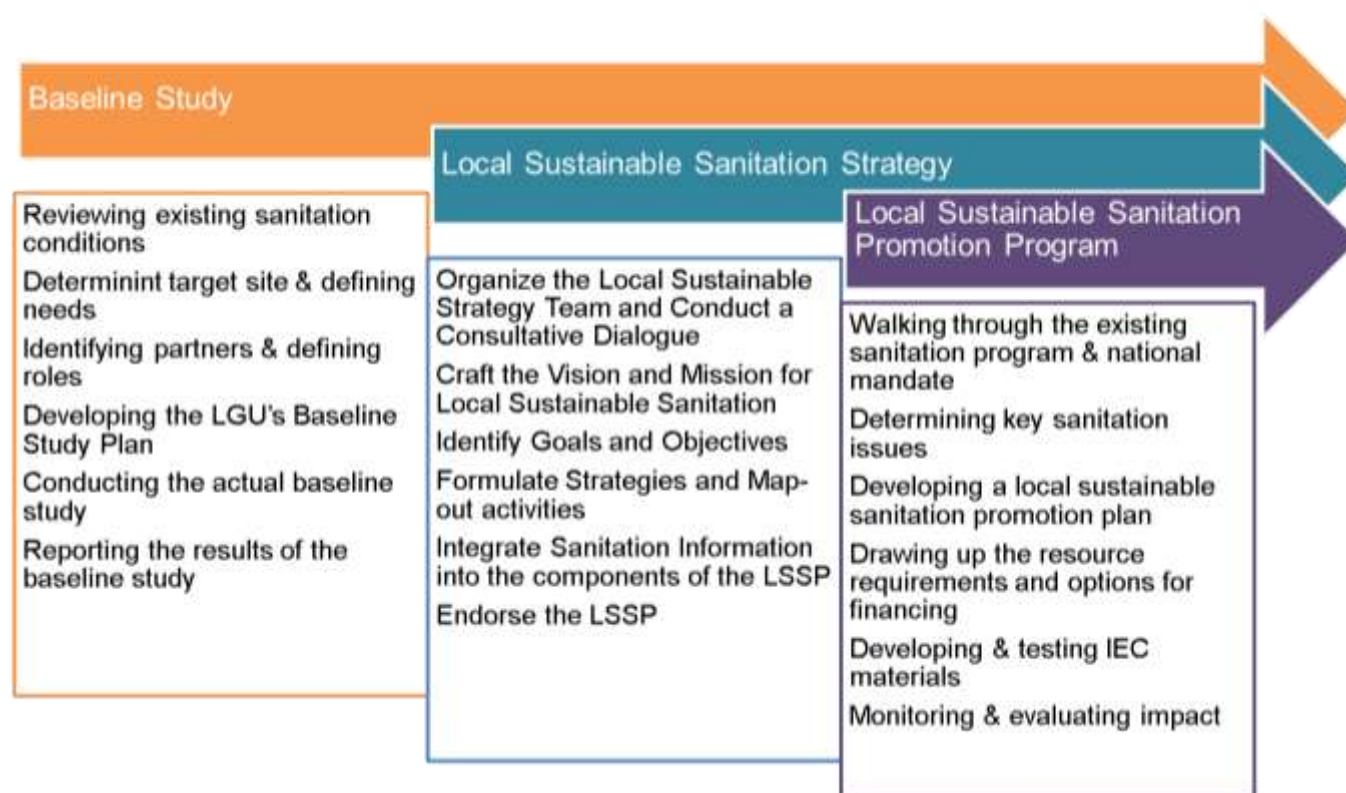 Baseline Study
Reviewing existing sanitation
conditions
Determinint target site & defining
needs
Identifying partners & defining
roles
Developing the LGU's Baseline
Study Plan
Conducting the actual baseline
study
Reporting the results of the
baseline study
Local Sustainable Sanitation Strategy
Organize the Local Sustainable
Strategy Team and Conduct a
Consultative Dialogue
Craft the Vision and Mission for
Local Sustainable Sanitation
Identify Goals and Objectives
Formulate Strategies and Map-
out activities
Integrate Sanitation Information
into the components of the LSSP
Endorse the LSSP
Local Sustainable Sanitation
Promotion Program
Walking through the existing
sanitation program & national
mandate
Determining key sanitation
issues
Developing a local sustainable
sanitation promotion plan
Drawing up the resource
requirements and options for
financing
Developing & testing IEC
materials
Monitoring & evaluating impact